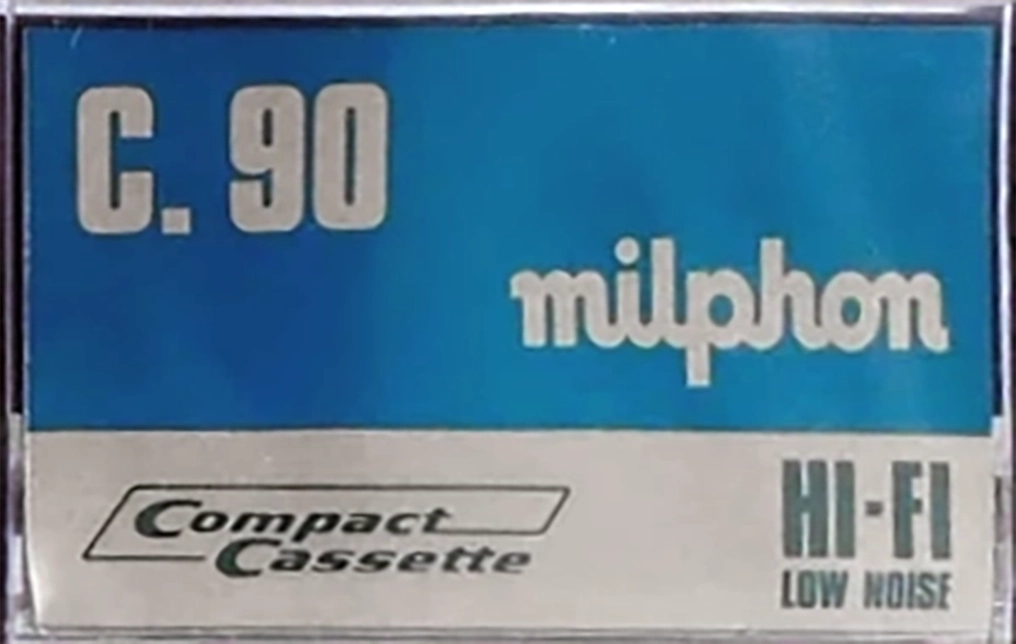 C. 90
milphon
Compact
Cassette
HI-FI
LOW NOISE